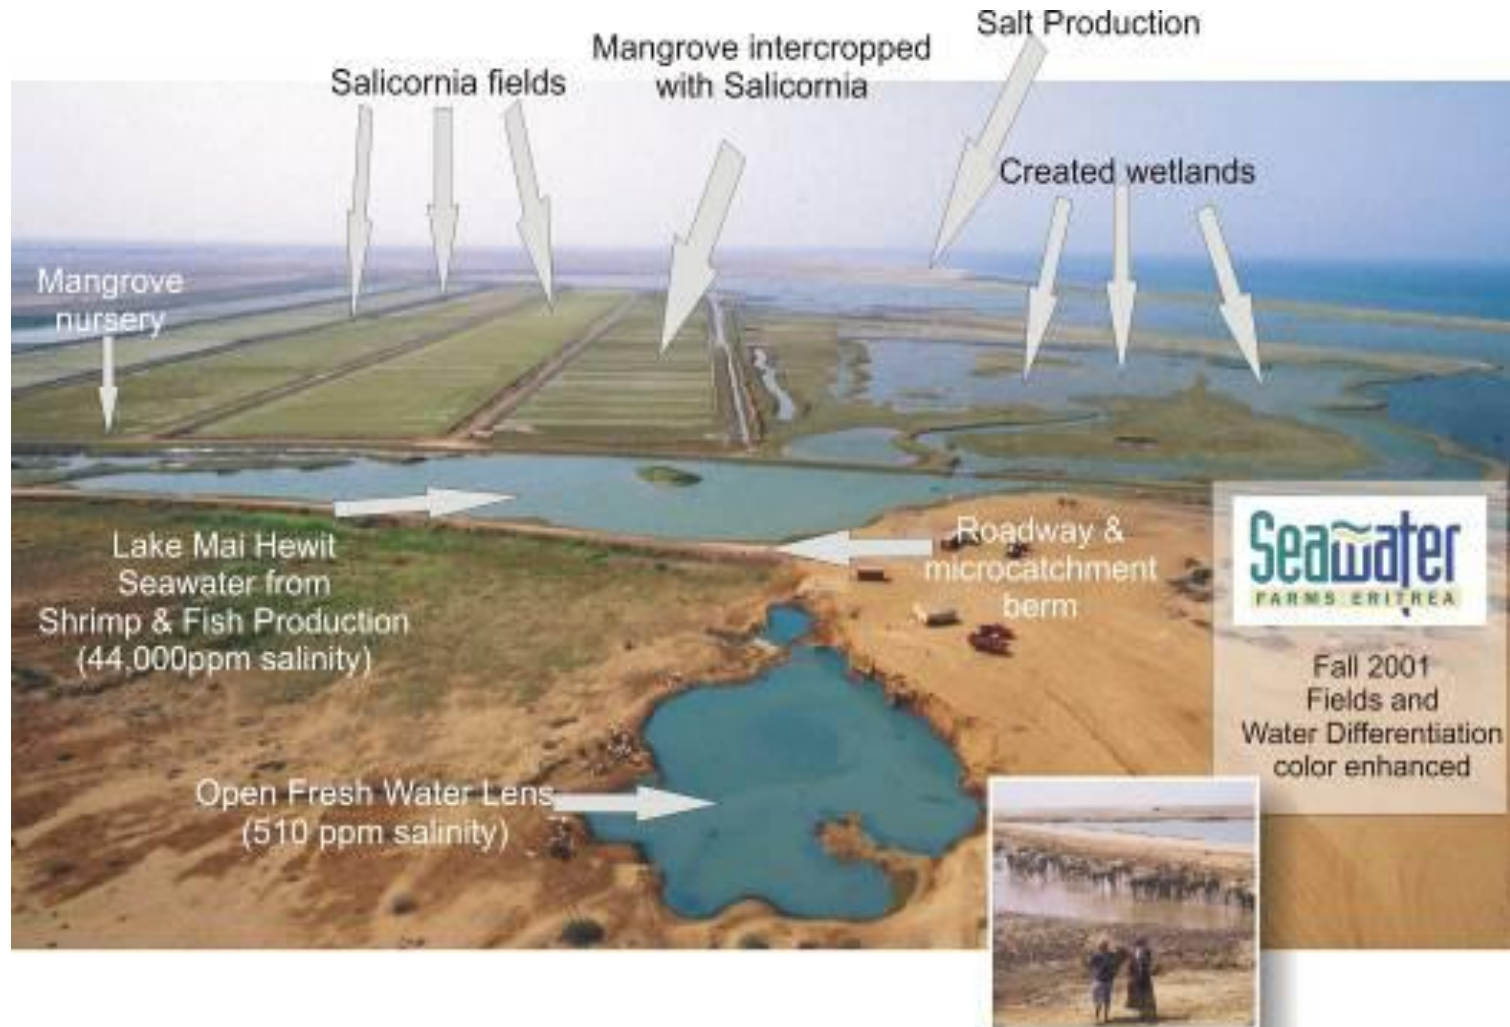 Salt Production
Mangrove intercropped
with Salicornia
Salicornia fields
Created wetlands
Mangrove
nursery
Lake Mai Hewit
Seawater from
Shrimp & Fish Production
(44,000ppm salinity)
Roadway &
microcatchment
berm
Seawater
FARMS ERITREA
Fall 2001
Fields and
Water Differentiation
color enhanced
Open Fresh Water Lens
(510 ppm salinity)